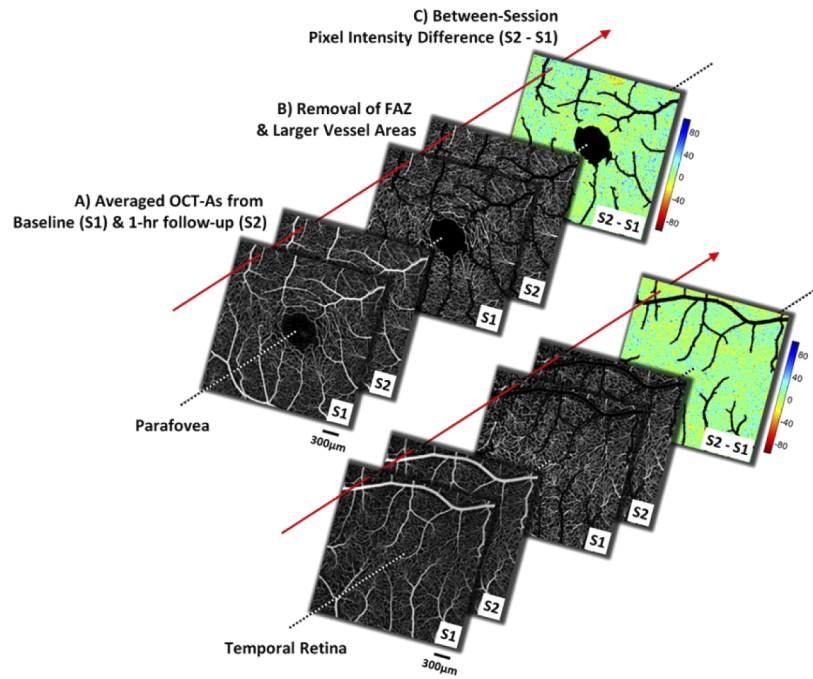 C) Between-Session
Pixel Intensity Difference (S2 - S1)
B) Removal of FAZ
& Larger Vessel Areas
A) Averaged OCT-As from
Baseline (S1) & 1-hr follow-up (S2)
80
40
0
-40
-80
S2 - S1
S2
S1
S2
S1
300µm
Parafovea
80
40
0
-40
-80
S2 - S1
S2
S1
S2
S1
300µm
Temporal Retina